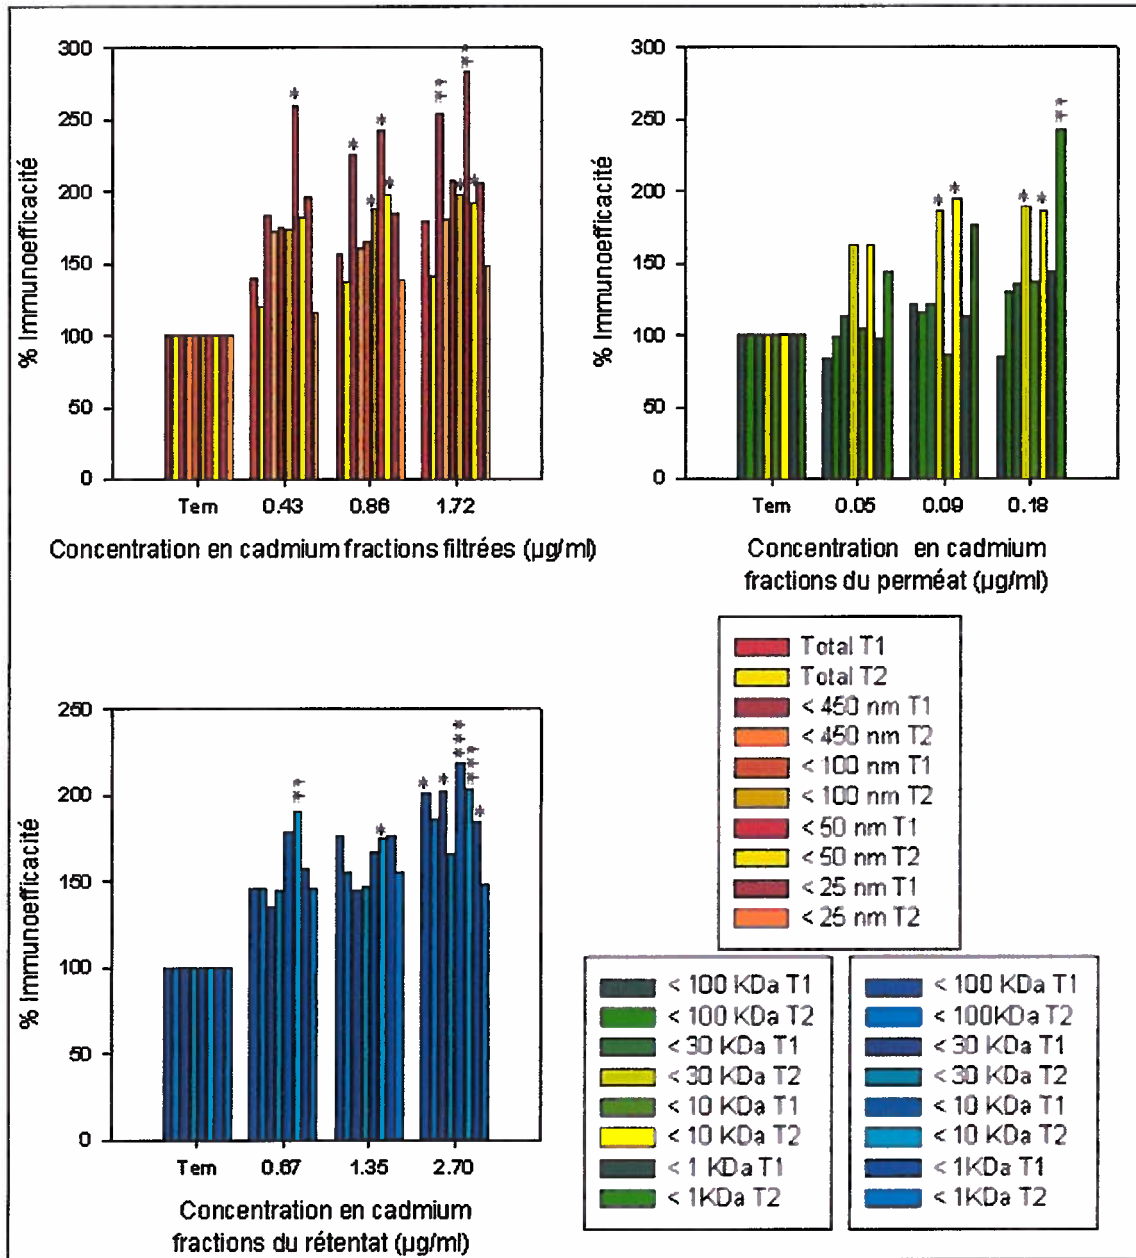 300
250
200
150
100
50
0
% Immunoefficacité
*
*
*
*
*
**
**
*
*
Tem
0.43
0.86
1.72
Concentration en cadmium fractions filtrées (µg/ml)
300
250
200
150
100
50
0
% Immunoefficacité
*
*
*
*
**
Tem
0.05
0.09
0.18
Concentration en cadmium
fractions du perméat (µg/ml)
250
200
150
100
50
0
% Immunoefficacité
**
*
*
*
***
***
*
Tem
0.67
1.35
2.70
Concentration en cadmium
fractions du rétentat (µg/ml)
Total T1
Total T2
< 450 nm T1
< 450 nm T2
< 100 nm T1
< 100 nm T2
< 50 nm T1
< 50 nm T2
< 25 nm T1
< 25 nm T2
< 100 KDa T1
< 100 KDa T2
< 30 KDa T1
< 30 KDa T2
< 10 KDa T1
< 10 KDa T2
< 1 KDa T1
< 1KDa T2
< 100 KDa T1
< 100KDa T2
< 30 KDa T1
< 30 KDa T2
< 10 KDa T1
< 10 KDa T2
< 1KDa T1
< 1KDa T2